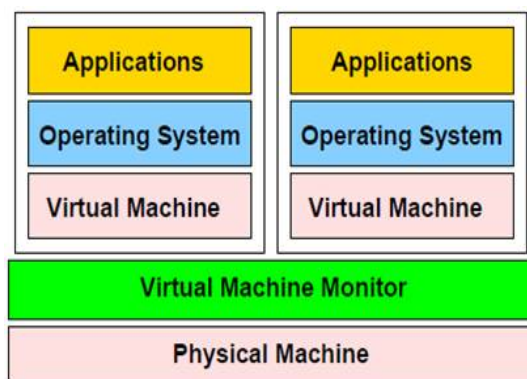 Applications
Applications
Operating System
Operating System
Virtual Machine
Virtual Machine
Virtual Machine Monitor
Physical Machine